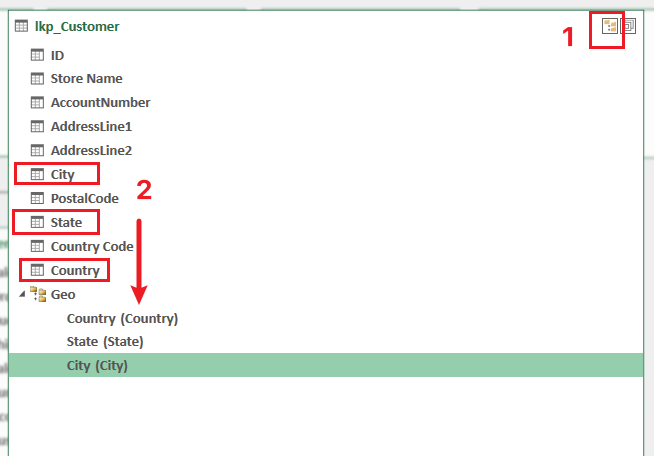 lkp_Customer
1
ID
Store Name
AccountNumber
AddressLine1
AddressLine2
City
2
PostalCode
State
Country Code
Country
Geo
Country (Country)
State (State)
City (City)